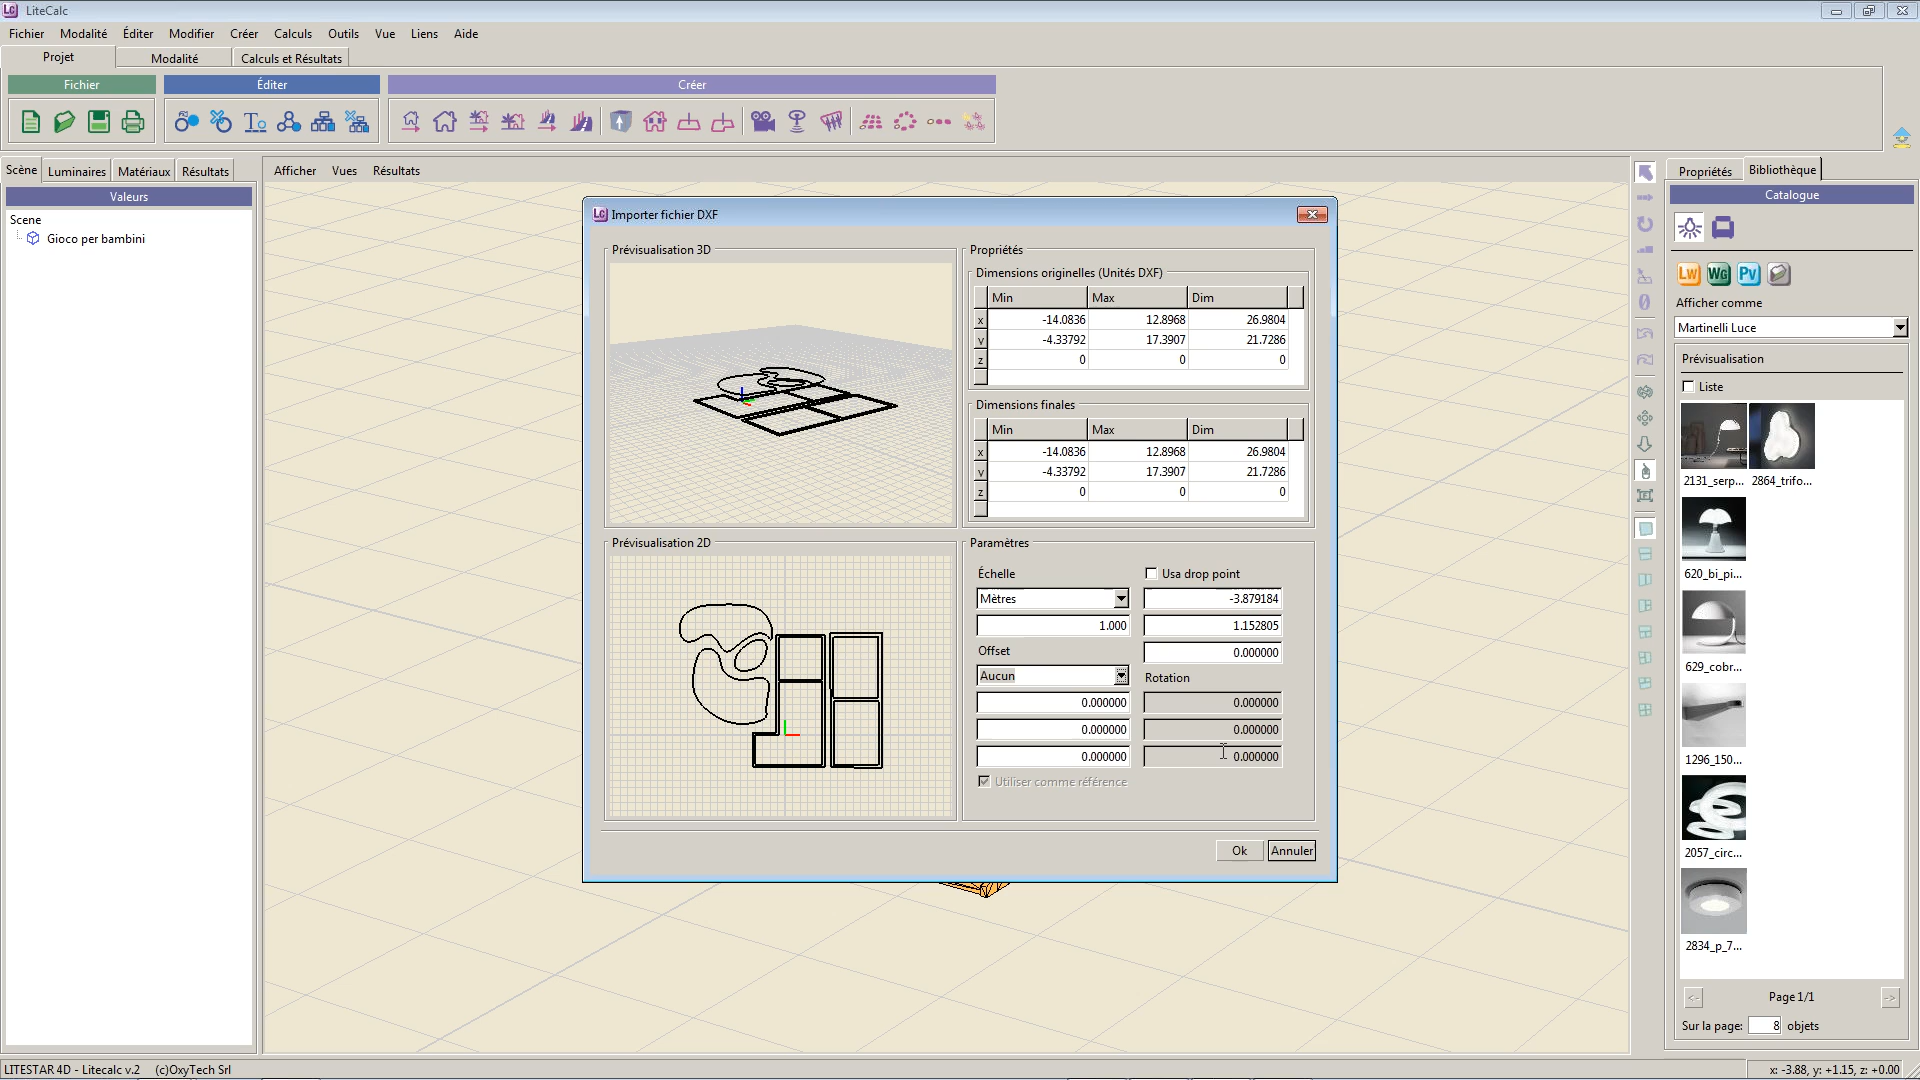 LiteCalc
Fichier Modalité Éditer Modifier Créer Calculs Outils Vue Liens Aide
Projet Modalité Calculs et Résultats
Fichier Éditer Créer
Scène Luminaires Matériaux Résultats
Valeurs
Scene
Gioco per bambini
Afficher Vues Résultats
Importer fichier DXF
Prévisualisation 3D
Propriétés
Dimensions originelles (Unités DXF)
Min Max Dim
x -14.0836 12.8968 26.9804
y -4.33792 17.3907 21.7286
z 0 0 0
Dimensions finales
Min Max Dim
x -14.0836 12.8968 26.9804
y -4.33792 17.3907 21.7286
z 0 0 0
Prévisualisation 2D
Paramètres
Échelle Usa drop point
Mètres -3.879184
1.000 1.152805
Offset 0.000000
Aucun Rotation
0.000000 0.000000
0.000000 0.000000
0.000000 0.000000
Utiliser comme référence
Ok Annuler
Propriétés Bibliothèque
Catalogue
Lw Wg Pv
Afficher comme
Martinelli Luce
Prévisualisation
Liste
2131_serp... 2864_trifo...
620_bi_pi...
629_cobr...
1296_150...
2057_circ...
2834_p_7...
<- Page 1/1 ->
Sur la page: 8 objets
LITESTAR 4D - Litecalc v.2 (c)OxyTech Srl
x: -3.88, y: +1.15, z: +0.00